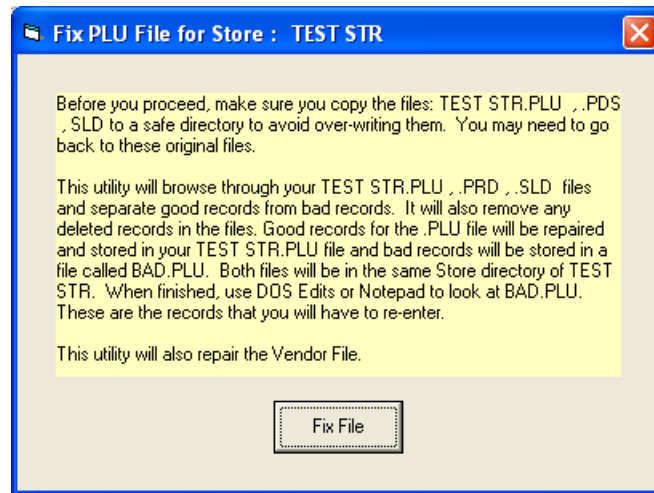 Fix PLU File for Store :  TEST STR
Before you proceed, make sure you copy the files: TEST STR.PLU  , .PDS
, SLD to a safe directory to avoid over-writing them.  You may need to go
back to these original files.
This utility will browse through your TEST STR.PLU , .PRD , .SLD  files
and separate good records from bad records.  It will also remove any
deleted records in the files. Good records for the .PLU file will be repaired
and stored in your TEST STR.PLU file and bad records will be stored in a
file called BAD.PLU.  Both files will be in the same Store directory of TEST
STR.  When finished, use DOS Edits or Notepad to look at BAD.PLU.
These are the records that you will have to re-enter.
This utility will also repair the Vendor File.
Fix File